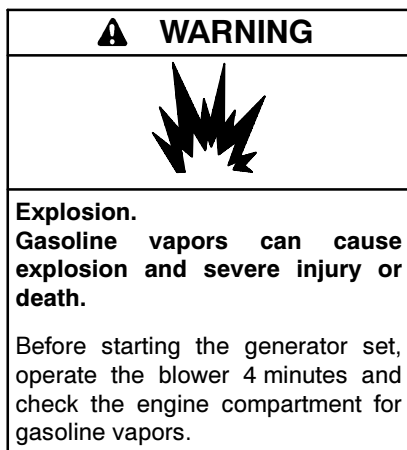 WARNING
Explosion.
Gasoline vapors can cause
explosion and severe injury or
death.
Before starting the generator set,
operate the blower 4 minutes and
check the engine compartment for
gasoline vapors.